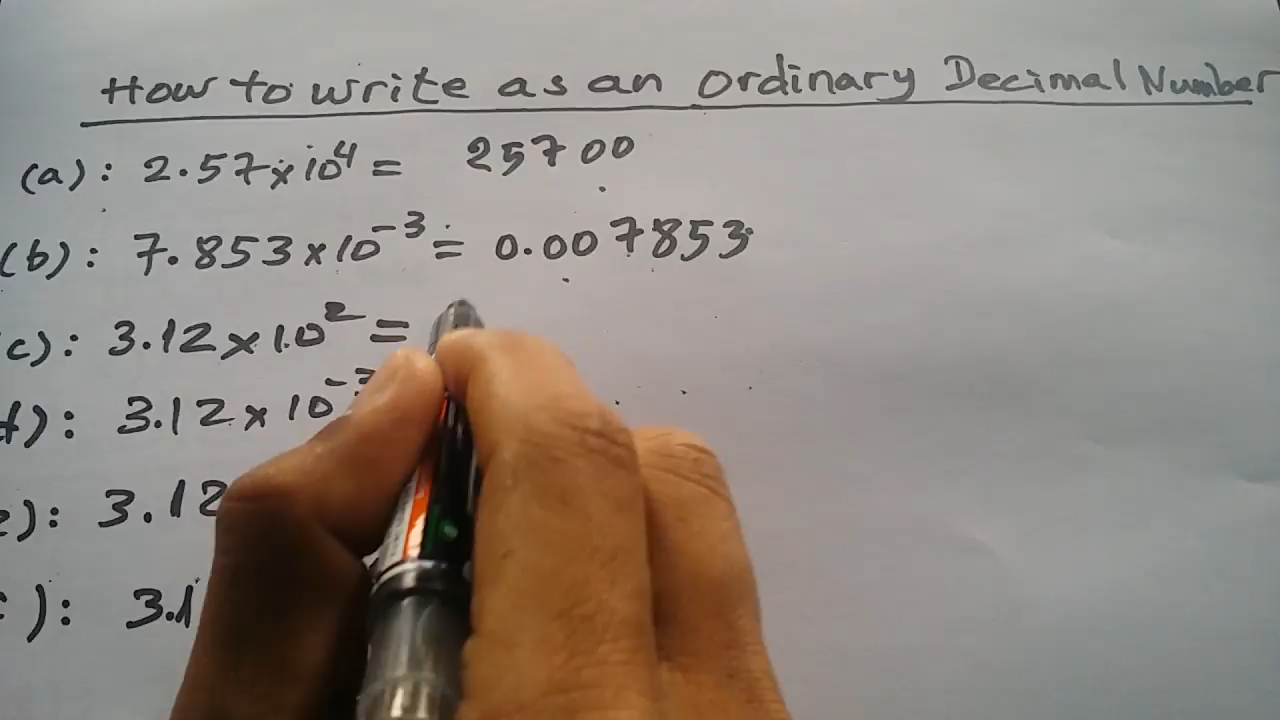 How to write as an ordinary Decimal Number
(a): 2.57×10⁴ = 25700
(b): 7.853×10⁻³ = 0.007853
c): 3.12×10² =
3.12×10⁻³
): 3.12
): 3.1